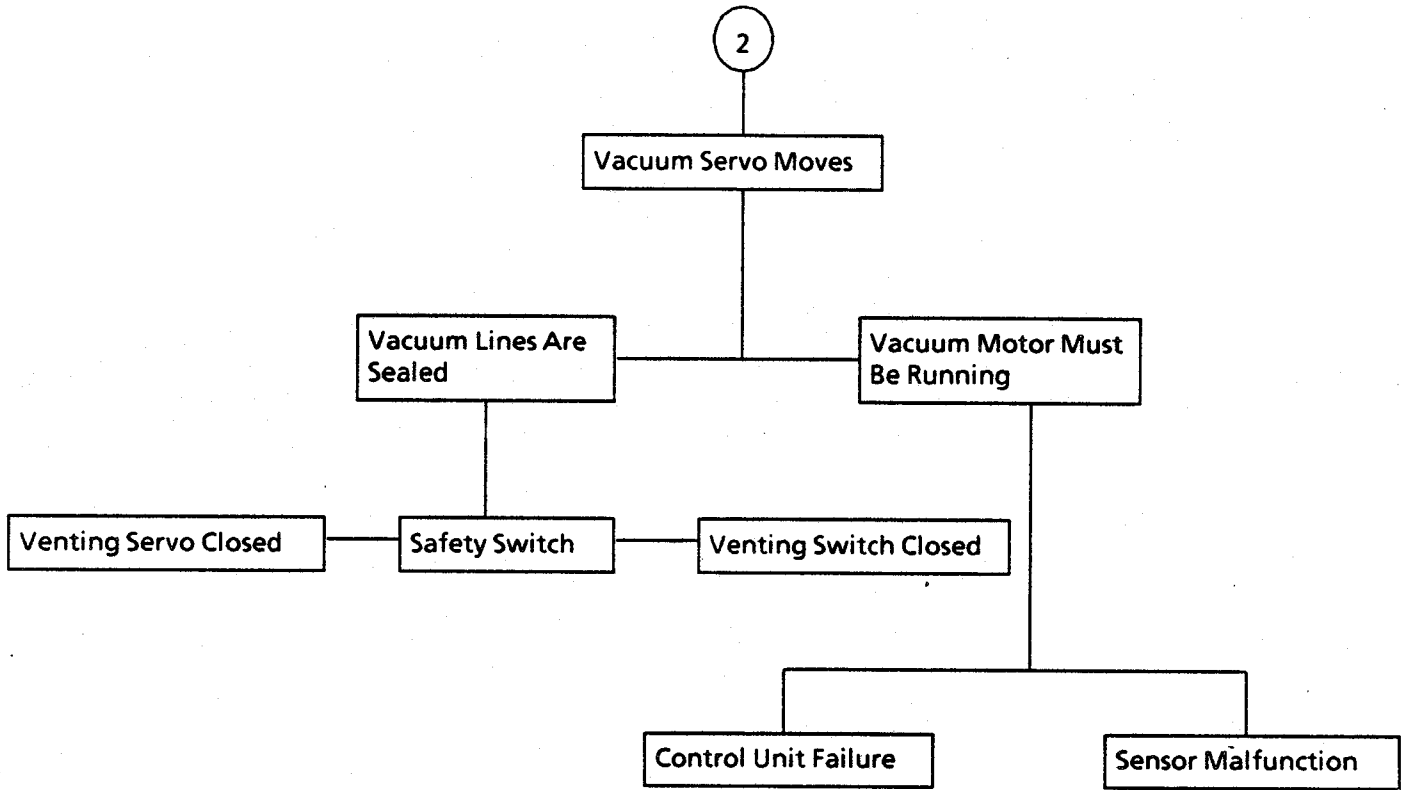 2
Vacuum Servo Moves
Vacuum Lines Are
Sealed
Vacuum Motor Must
Be Running
Venting Servo Closed
Safety Switch
Venting Switch Closed
Control Unit Failure
Sensor Malfunction